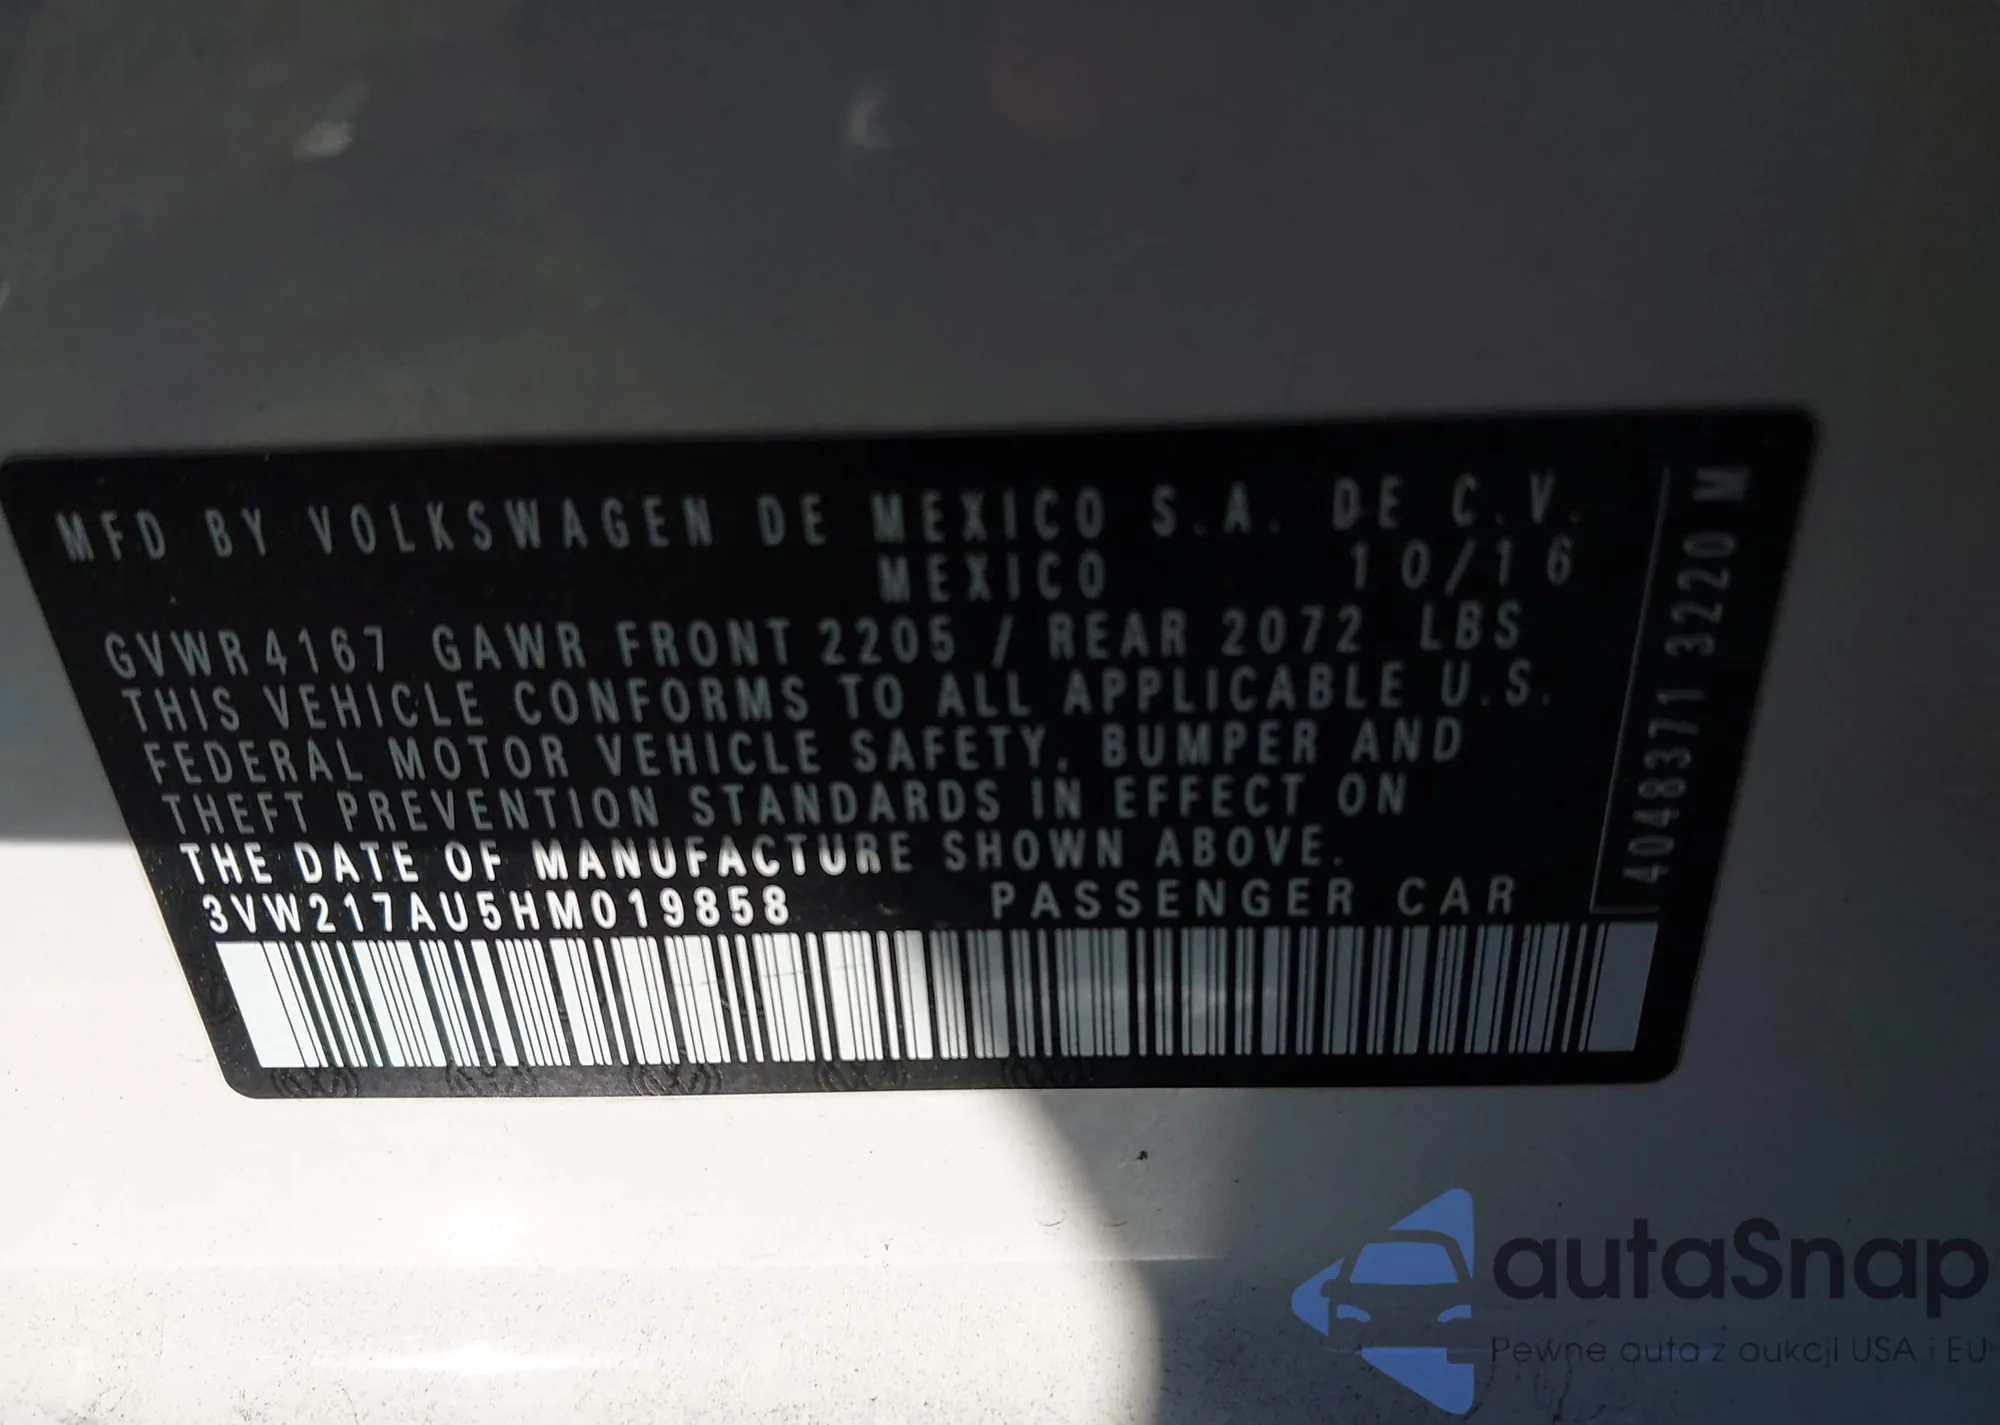 MFD BY VOLKSWAGEN DE MEXICO S.A. DE C.V.
MEXICO 10/16
GVWR 4167 GAWR FRONT 2205 / REAR 2072 LBS
THIS VEHICLE CONFORMS TO ALL APPLICABLE U.S.
FEDERAL MOTOR VEHICLE SAFETY, BUMPER AND
THEFT PREVENTION STANDARDS IN EFFECT ON
THE DATE OF MANUFACTURE SHOWN ABOVE.
3VW217AU5HM019858 PASSENGER CAR
4048371 3220 M
autaSnap
Pewne auta z aukcji USA i EU